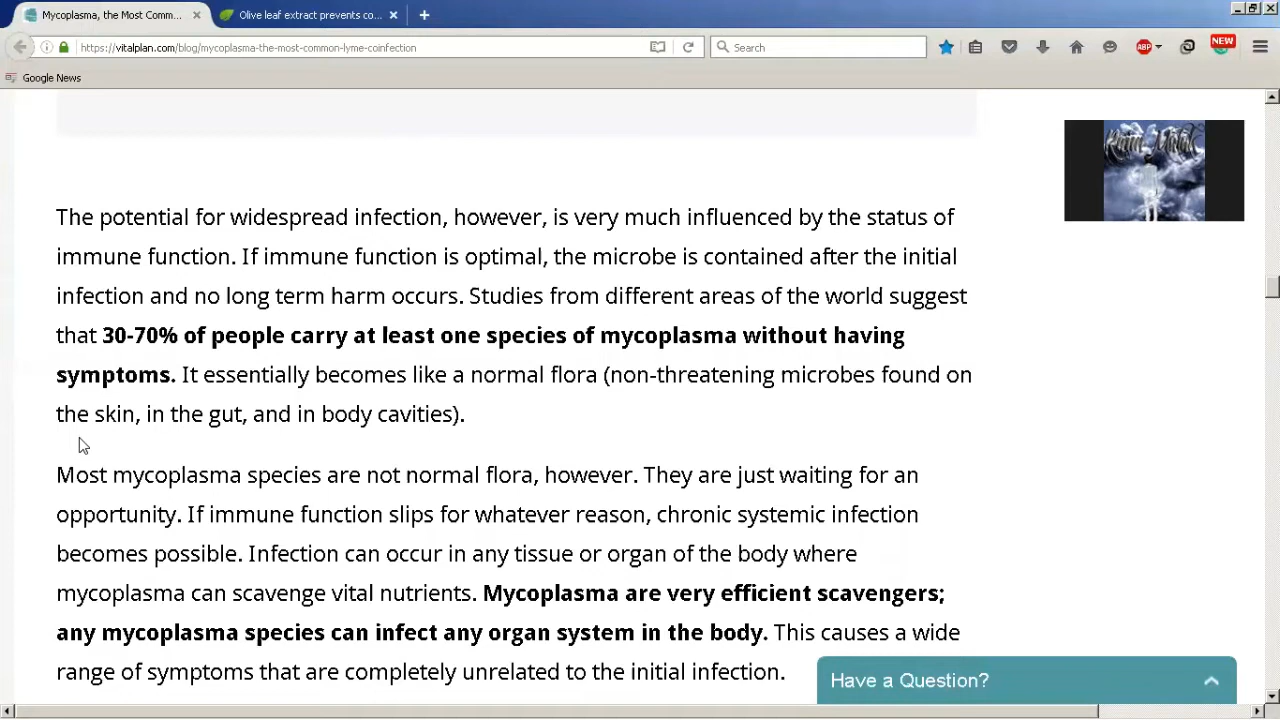 Mycoplasma, the Most Comm...
Olive leaf extract prevents co...
https://vitalplan.com/blog/mycoplasma-the-most-common-lyme-coinfection
Search
ABP
NEW
Google News
Rain Malak
The potential for widespread infection, however, is very much influenced by the status of
immune function. If immune function is optimal, the microbe is contained after the initial
infection and no long term harm occurs. Studies from different areas of the world suggest
that 30-70% of people carry at least one species of mycoplasma without having
symptoms. It essentially becomes like a normal flora (non-threatening microbes found on
the skin, in the gut, and in body cavities).
Most mycoplasma species are not normal flora, however. They are just waiting for an
opportunity. If immune function slips for whatever reason, chronic systemic infection
becomes possible. Infection can occur in any tissue or organ of the body where
mycoplasma can scavenge vital nutrients. Mycoplasma are very efficient scavengers;
any mycoplasma species can infect any organ system in the body. This causes a wide
range of symptoms that are completely unrelated to the initial infection.
Have a Question?